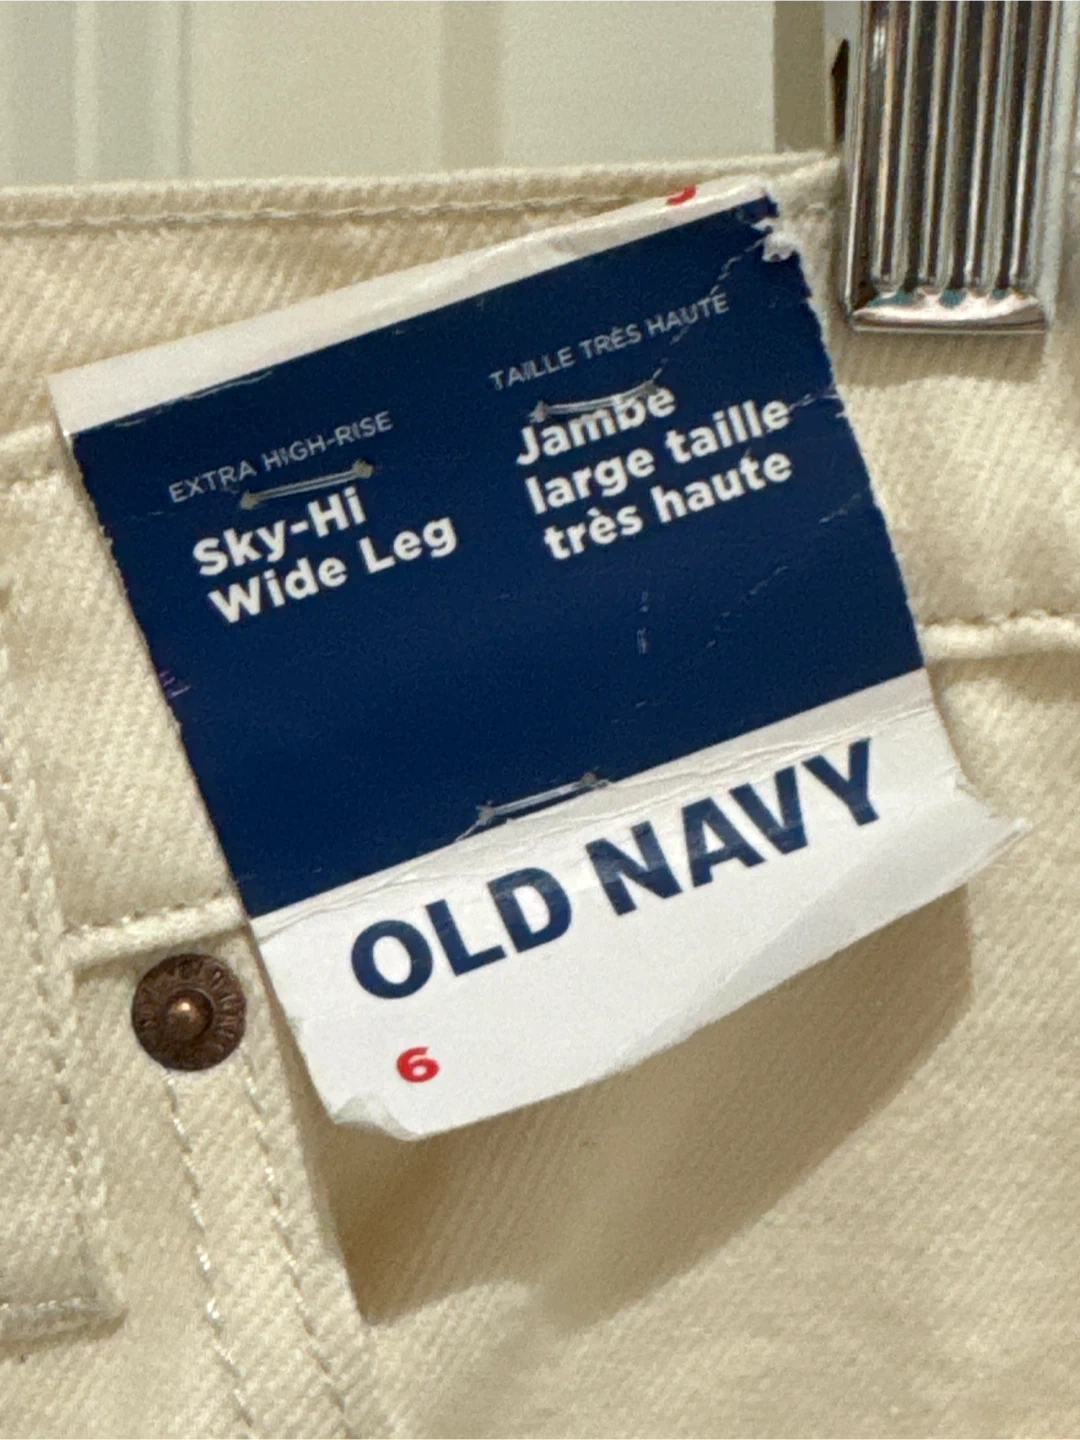 EXTRA HIGH-RISE
Sky-Hi
Wide Leg
TAILLE TRÈS HAUTE
Jambe
large taille
très haute
OLD NAVY
6